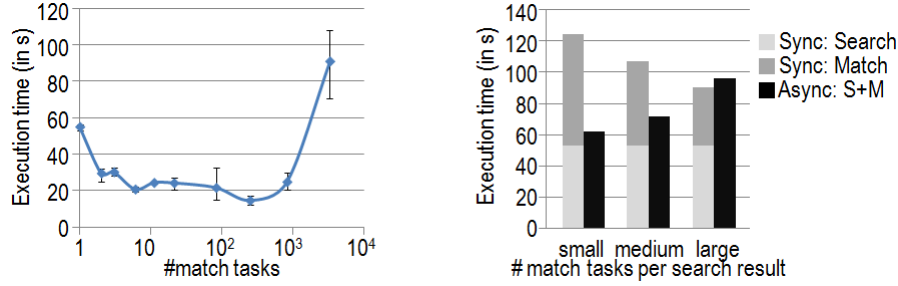 Execution time (in s)
120
100
80
60
40
20
0
1
10
10²
10³
10⁴
#match tasks
Execution time (in s)
140
120
100
80
60
40
20
0
small
medium
large
# match tasks per search result
Sync: Search
Sync: Match
Async: S+M